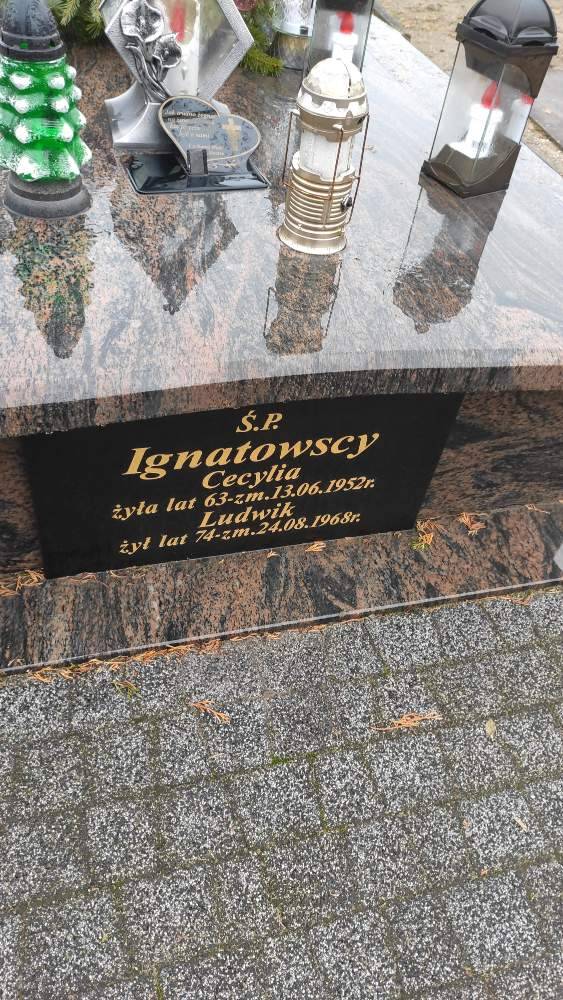 Ś.P.
Ignatowscy
Cecylia
żyła lat 63-zm.13.06.1952r.
Ludwik
żył lat 74-zm.24.08.1968r.